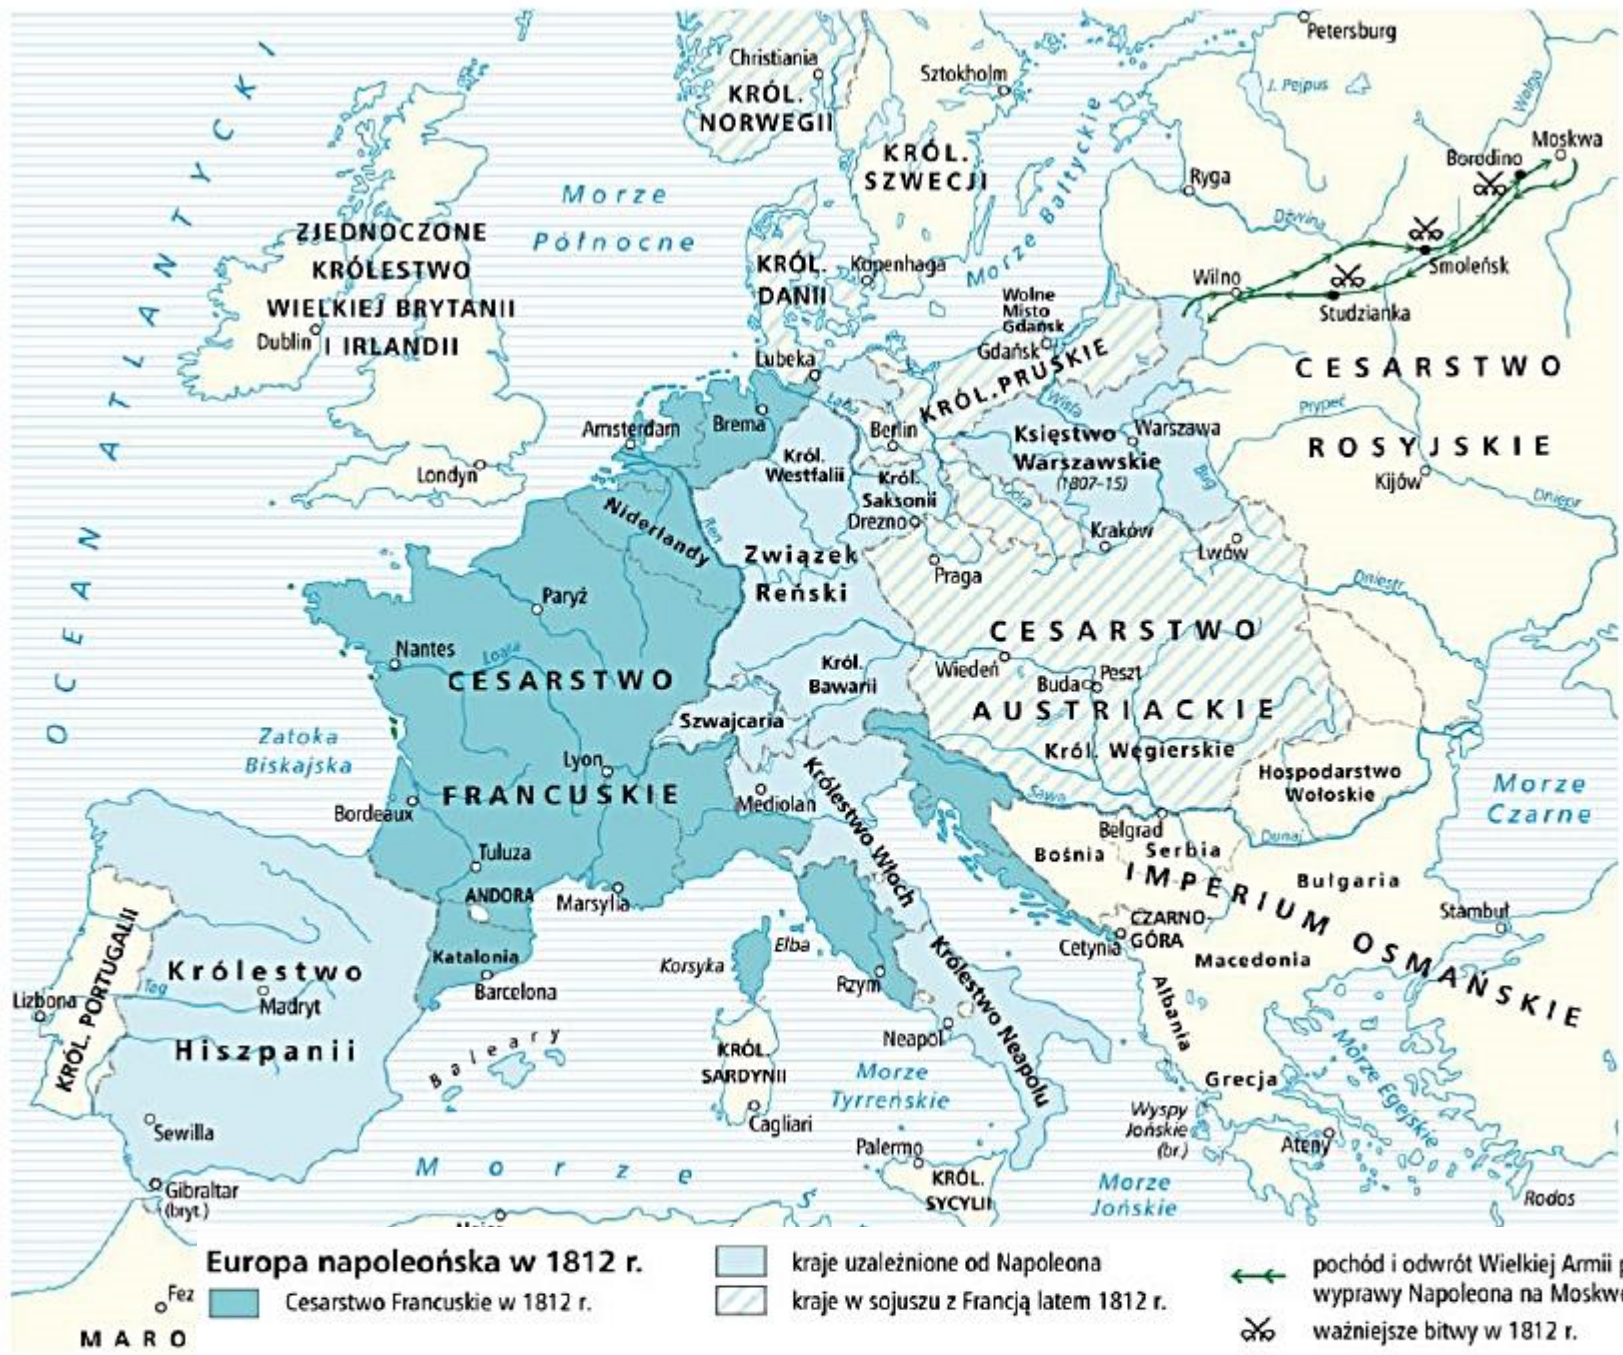 Petersburg
Christiania
Sztokholm
J. Pejpus
Wołga
KRÓL.
NORWEGII
Moskwa
Borodino
KRÓL.
SZWECJI
Ryga
Morze
Północne
Morze Bałtyckie
Dźwina
OCEAN ATLANTYCKI
ZJEDNOCZONE
KRÓLESTWO
WIELKIEJ BRYTANII
I IRLANDII
Dublin
KRÓL.
DANII
Kopenhaga
Wilno
Smoleńsk
Studzianka
Wolne
Misto
Gdańsk
Gdańsk
Lubeka
KRÓL. PRUSKIE
CESARSTWO
ROSYJSKIE
Prypeć
Łaba
Wisła
Amsterdam
Brema
Berlin
Księstwo
Warszawskie
(1807-15)
Warszawa
Londyn
Król.
Westfalii
Król.
Saksonii
Bug
Kijów
Dniepr
Niderlandy
Ren
Drezno
Odra
Kraków
Lwów
Związek
Reński
Praga
Dniestr
Paryż
Nantes
Loara
CESARSTWO
FRANCUSKIE
Król.
Bawarii
Wiedeń
CESARSTWO
AUSTRIACKIE
Buda
Peszt
Szwajcaria
Król. Węgierskie
Zatoka
Biskajska
Lyon
Bordeaux
Mediolan
Królestwo Włoch
Sawa
Hospodarstwo
Wołoskie
Morze
Czarne
Belgrad
Dunaj
Bośnia
Serbia
Tuluza
ANDORA
Marsylia
IMPERIUM OSMAŃSKIE
Bułgaria
Stambuł
CZARNO-
GÓRA
Cetynia
Macedonia
Katalonia
Barcelona
Korsyka
Elba
Rzym
Królestwo Neapolu
Albania
KRÓL. PORTUGALII
Lizbona
Tag
Królestwo
Hiszpanii
Madryt
Baleary
Neapol
KRÓL.
SARDYNII
Cagliari
Morze
Tyrreńskie
Grecja
Morze Egejskie
Wyspy
Jońskie
(br.)
Ateny
Sewilla
Palermo
KRÓL.
SYCYLII
Morze
Jońskie
Rodos
Morze Ś
Gibraltar
(bryt.)
Fez
MARO
Europa napoleońska w 1812 r.
Cesarstwo Francuskie w 1812 r.
kraje uzależnione od Napoleona
kraje w sojuszu z Francją latem 1812 r.
pochód i odwrót Wielkiej Armii p
wyprawy Napoleona na Moskw
ważniejsze bitwy w 1812 r.